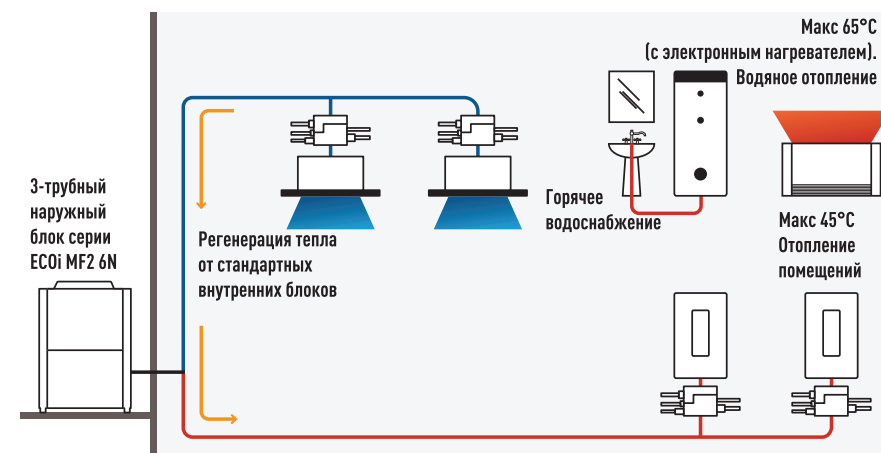 Макс 65°C
(с электронным нагревателем).
Водяное отопление
3-трубный
наружный
блок серии
ECOi MF2 6N
Регенерация тепла
от стандартных
внутренних блоков
Горячее
водоснабжение
Макс 45°C
Отопление
помещений